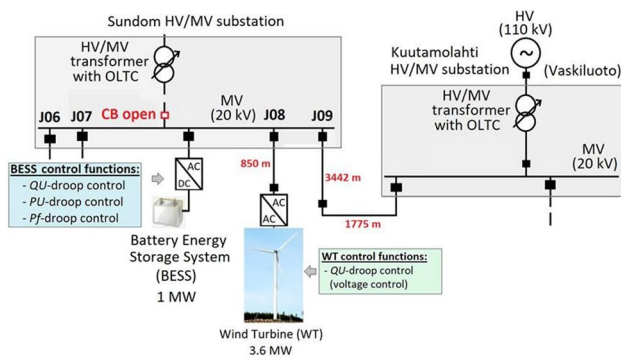 Sundom HV/MV substation
HV/MV
transformer
with OLTC
J06 J07 CB open
MV
(20 kV)
J08 J09
HV
(110 kV)
Kuutamolahti
HV/MV substation
(Vaskiluoto)
HV/MV
transformer
with OLTC
MV
(20 kV)
BESS control functions:
- QU-droop control
- PU-droop control
- Pf-droop control
AC
DC
850 m
3442 m
1775 m
AC
AC
Battery Energy
Storage System
(BESS)
1 MW
WT control functions:
- QU-droop control
(voltage control)
Wind Turbine (WT)
3.6 MW